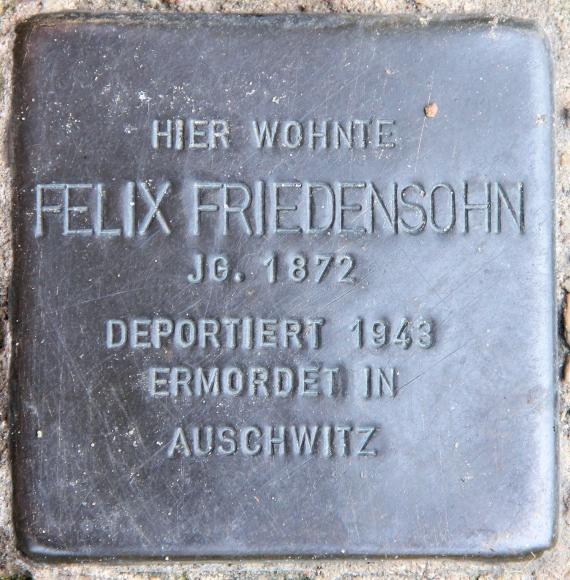 HIER WOHNTE
FELIX FRIEDENSOHN
JG. 1872
DEPORTIERT 1943
ERMORDET IN
AUSCHWITZ